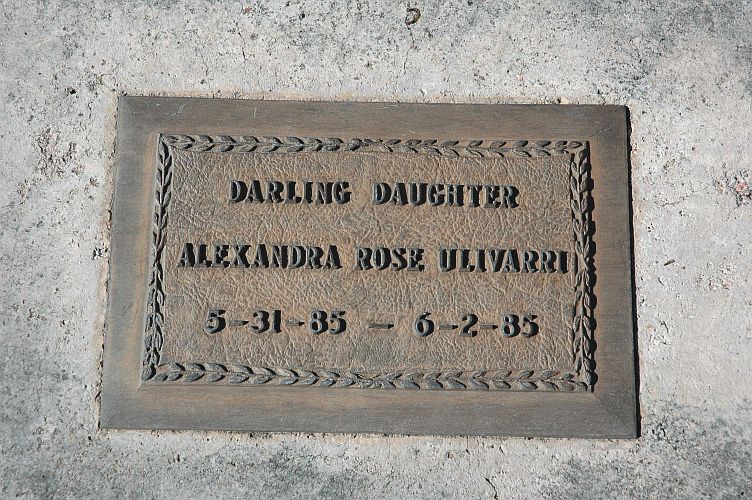 DARLING DAUGHTER
ALEXANDRA ROSE ULIVARRI
5-31-85 - 6-2-85